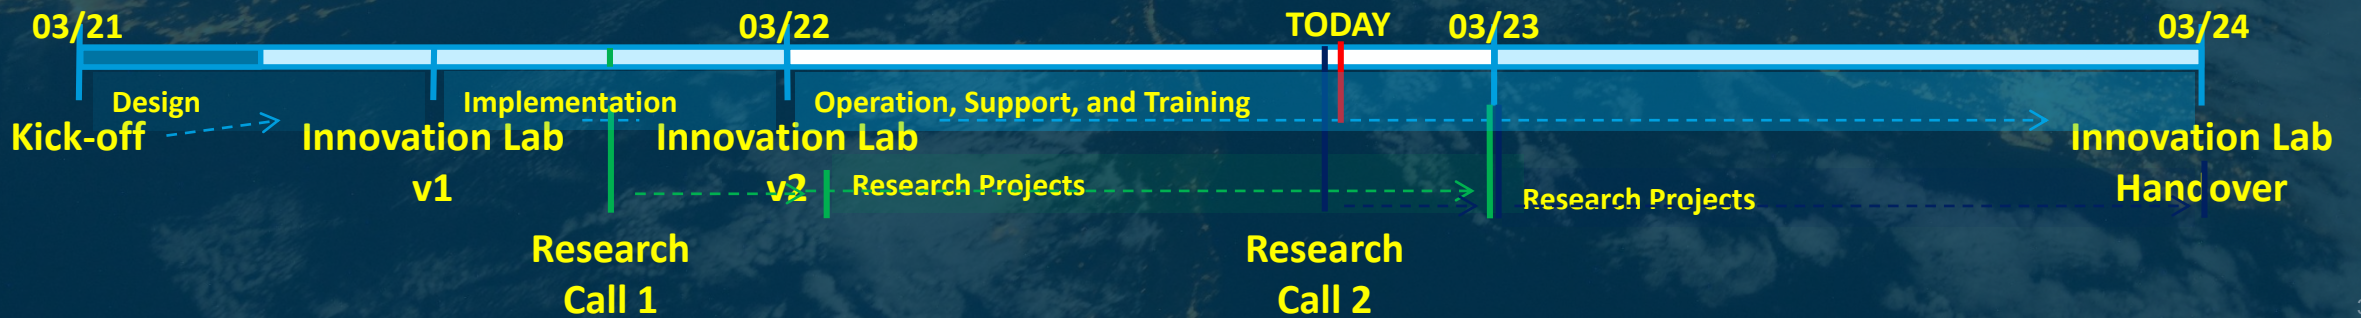 03/21
03/22
TODAY
03/23
03/24
Design
Implementation
Operation, Support, and Training
Kick-off
Innovation Lab
v1
Innovation Lab
v2
Innovation Lab
Handover
Research Projects
Research Projects
Research
Call 1
Research
Call 2